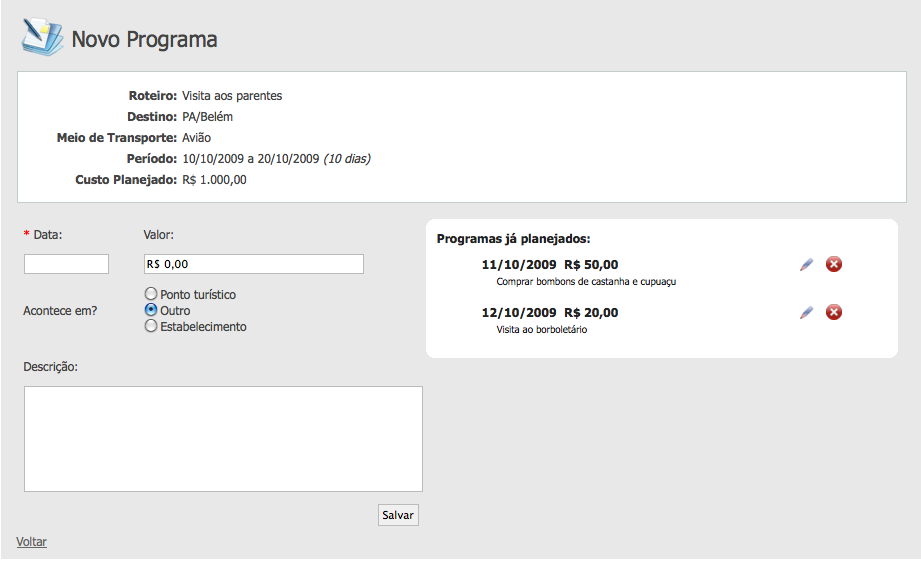 Novo Programa
Roteiro: Visita aos parentes
Destino: PA/Belém
Meio de Transporte: Avião
Período: 10/10/2009 a 20/10/2009 (10 dias)
Custo Planejado: R$ 1.000,00
* Data:
Valor:
R$ 0,00
Acontece em?
Ponto turístico
Outro
Estabelecimento
Descrição:
Salvar
Voltar
Programas já planejados:
11/10/2009 R$ 50,00
Comprar bombons de castanha e cupuaçu
12/10/2009 R$ 20,00
Visita ao borboletário